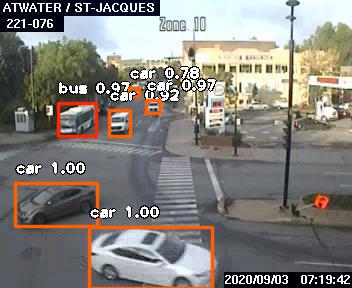 ATWATER / ST-JACQUES
221-076
Zone 10
car 0.78
bus 0.97
car 0.97
car 0.92
car 1.00
car 1.00
2020/09/03 07:19:42